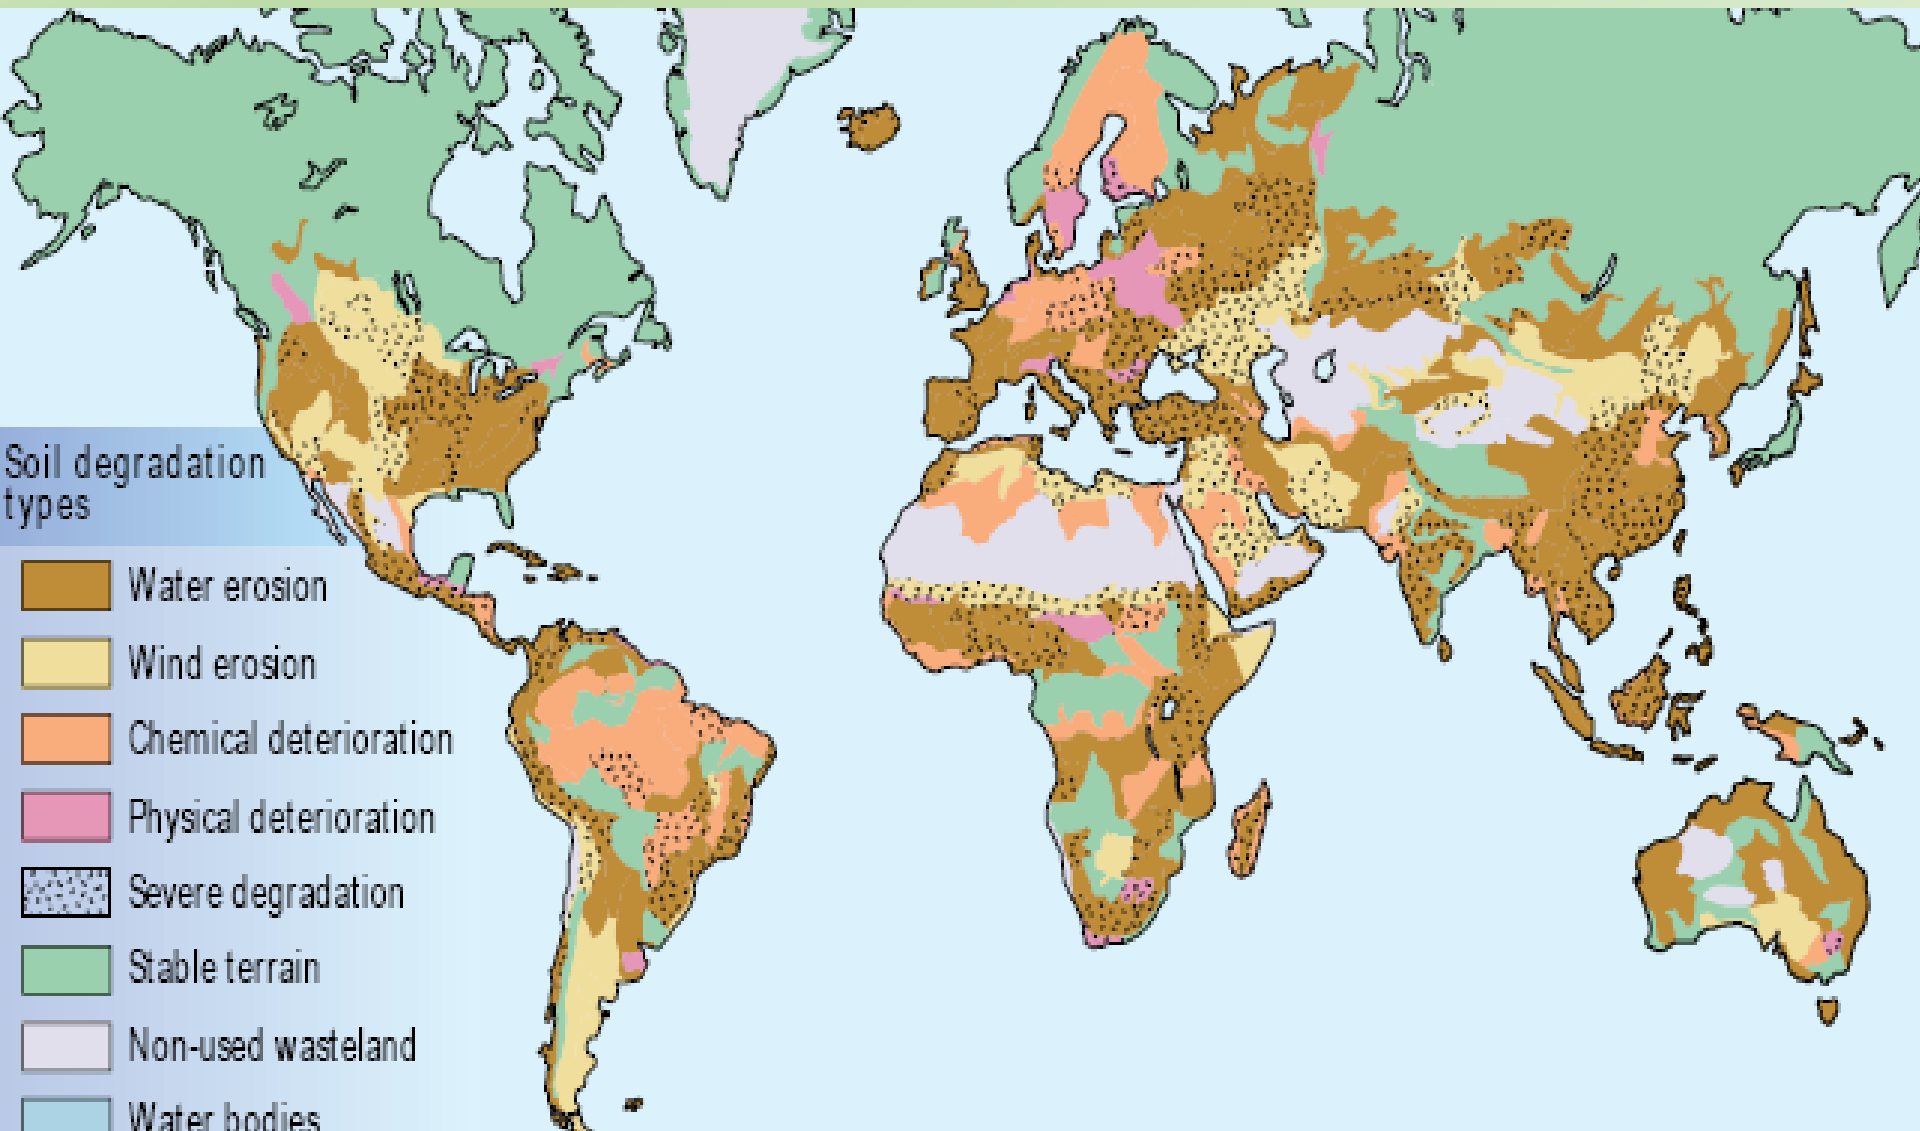 Soil degradation
types
Water erosion
Wind erosion
Chemical deterioration
Physical deterioration
Severe degradation
Stable terrain
Non-used wasteland
Water bodies